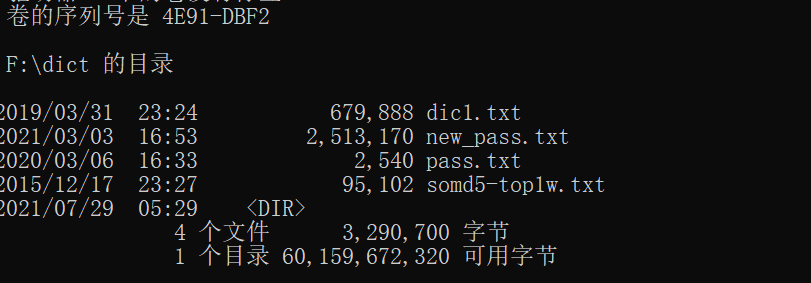 卷的序列号是 4E91-DBF2
F:\dict 的目录
2019/03/31 23:24 679,888 dic1.txt
2021/03/03 16:53 2,513,170 new_pass.txt
2020/03/06 16:33 2,540 pass.txt
2015/12/17 23:27 95,102 somd5-top1w.txt
2021/07/29 05:29 <DIR>
4 个文件 3,290,700 字节
1 个目录 60,159,672,320 可用字节